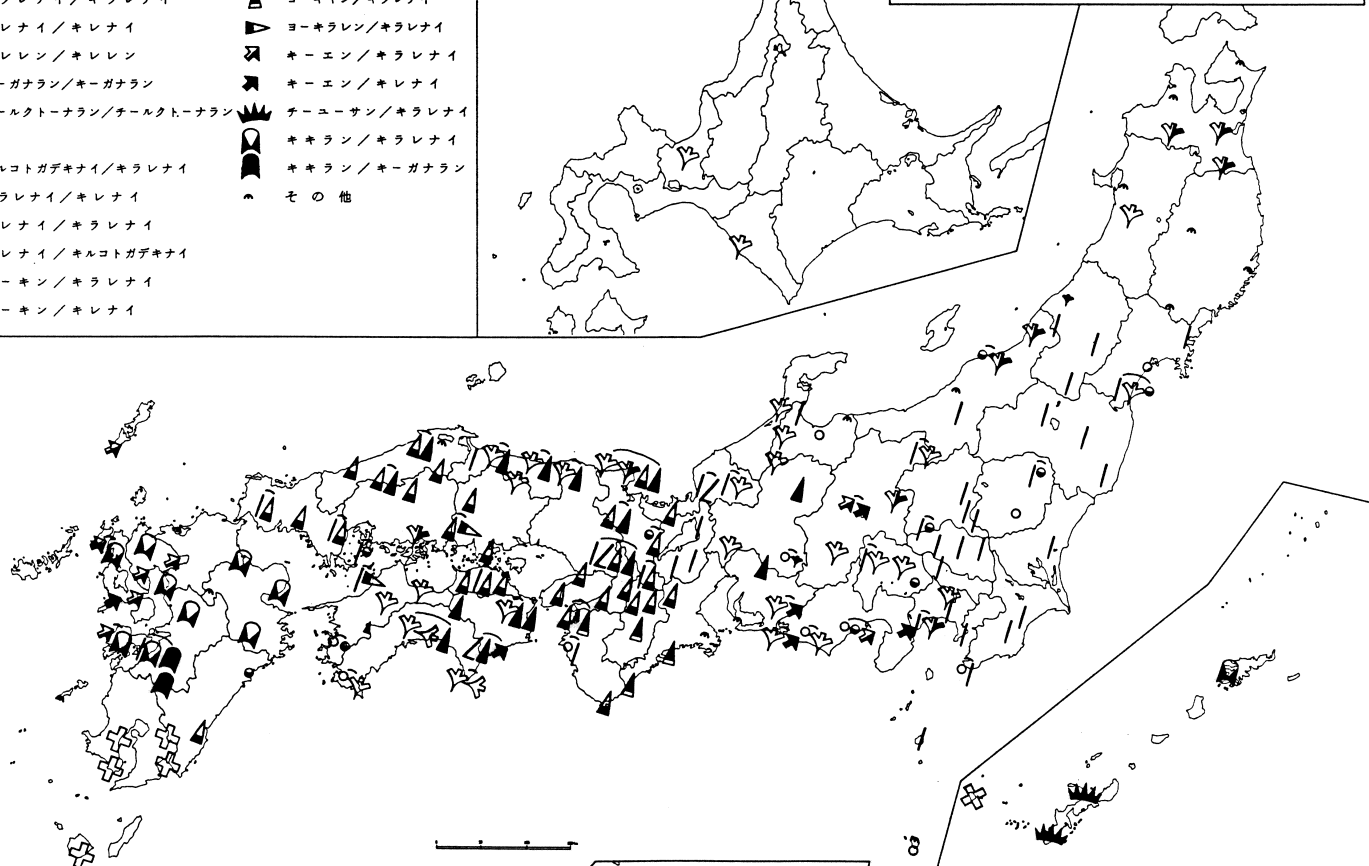 レナイ／キレナイ
レレン／キレレン
ーガナラン／キーガナラン
ールクトーナラン／チールクトーナラン
ルコトガデキナイ／キラレナイ
ラレナイ／キレナイ
レナイ／キラレナイ
レナイ／キルコトガデキナイ
ーキン／キラレナイ
ーキン／キレナイ
ヨーキラレン／キラレナイ
キーエン／キラレナイ
キーエン／キレナイ
チーユーサン／キラレナイ
キキラン／キラレナイ
キキラン／キーガナラン
その他